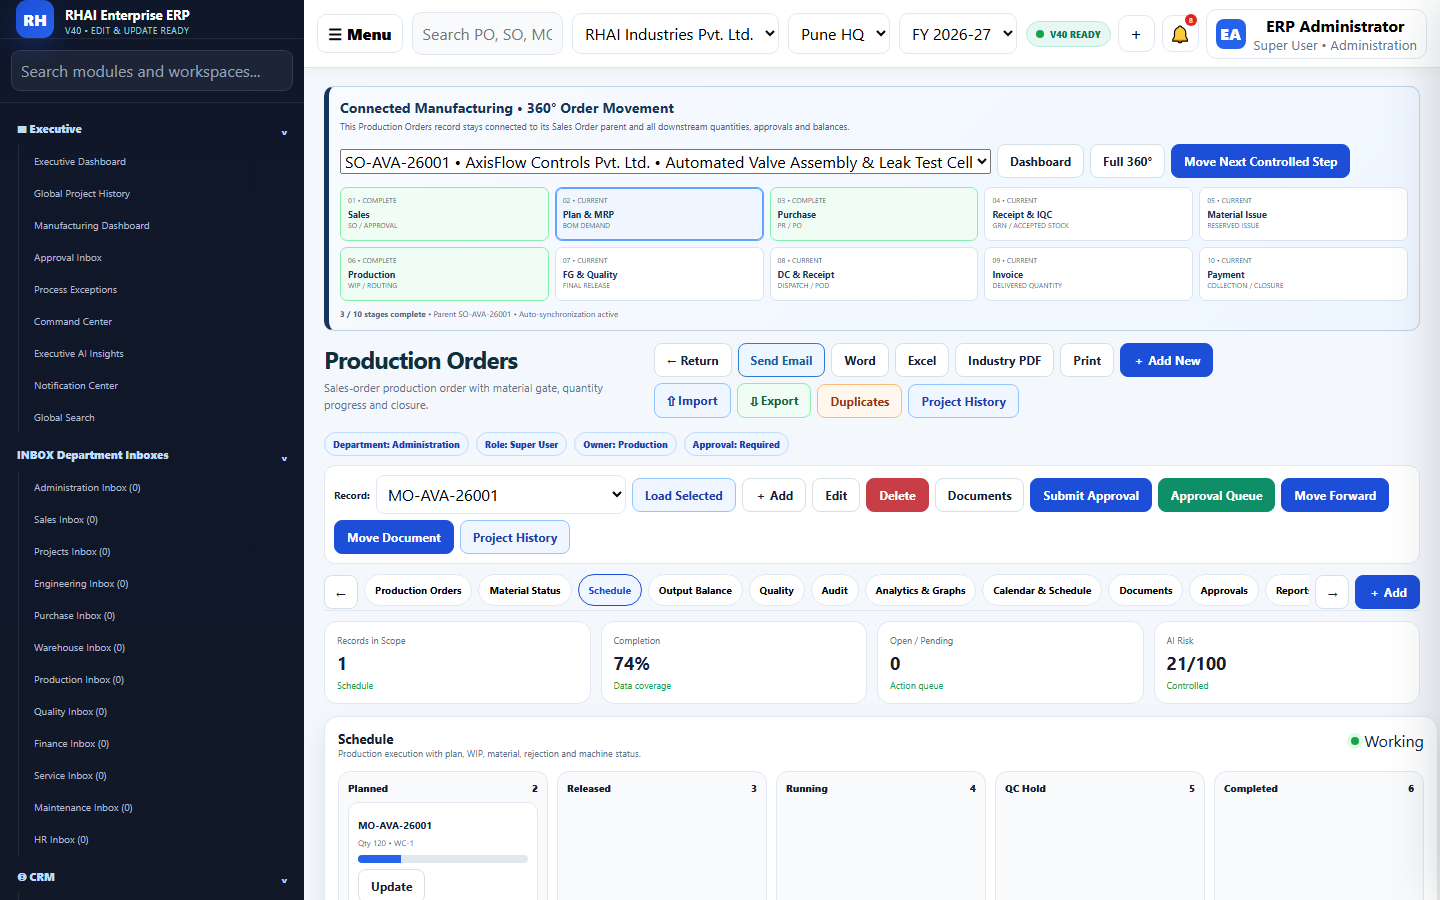 RH
RHAI Enterprise ERP
V40 • EDIT & UPDATE READY
Search modules and workspaces...
Executive
Executive Dashboard
Global Project History
Manufacturing Dashboard
Approval Inbox
Process Exceptions
Command Center
Executive AI Insights
Notification Center
Global Search
INBOX Department Inboxes
Administration Inbox (0)
Sales Inbox (0)
Projects Inbox (0)
Engineering Inbox (0)
Purchase Inbox (0)
Warehouse Inbox (0)
Production Inbox (0)
Quality Inbox (0)
Finance Inbox (0)
Service Inbox (0)
Maintenance Inbox (0)
HR Inbox (0)
CRM
☰ Menu
Search PO, SO, MC
RHAI Industries Pvt. Ltd.
Pune HQ
FY 2026-27
V40 READY
+
8
EA
ERP Administrator
Super User • Administration
Connected Manufacturing • 360° Order Movement
This Production Orders record stays connected to its Sales Order parent and all downstream quantities, approvals and balances.
SO-AVA-26001 • AxisFlow Controls Pvt. Ltd. • Automated Valve Assembly & Leak Test Cell
Dashboard
Full 360°
Move Next Controlled Step
01 • COMPLETE
Sales
SO / APPROVAL
02 • CURRENT
Plan & MRP
BOM DEMAND
03 • COMPLETE
Purchase
PR / PO
04 • CURRENT
Receipt & IQC
GRN / ACCEPTED STOCK
05 • CURRENT
Material Issue
RESERVED ISSUE
06 • COMPLETE
Production
WIP / ROUTING
07 • CURRENT
FG & Quality
FINAL RELEASE
08 • CURRENT
DC & Receipt
DISPATCH / POD
09 • CURRENT
Invoice
DELIVERED QUANTITY
10 • CURRENT
Payment
COLLECTION / CLOSURE
3 / 10 stages complete • Parent SO-AVA-26001 • Auto-synchronization active
Production Orders
Sales-order production order with material gate, quantity
progress and closure.
← Return
Send Email
Word
Excel
Industry PDF
Print
+ Add New
⇧ Import
⇩ Export
Duplicates
Project History
Department: Administration
Role: Super User
Owner: Production
Approval: Required
Record:
MO-AVA-26001
Load Selected
+ Add
Edit
Delete
Documents
Submit Approval
Approval Queue
Move Forward
Move Document
Project History
←
Production Orders
Material Status
Schedule
Output Balance
Quality
Audit
Analytics & Graphs
Calendar & Schedule
Documents
Approvals
Reports
→
+ Add
Records in Scope
1
Schedule
Completion
74%
Data coverage
Open / Pending
0
Action queue
AI Risk
21/100
Controlled
Schedule
Production execution with plan, WIP, material, rejection and machine status.
Working
Planned 2
MO-AVA-26001
Qty 120 • WC-1
Update
Released 3
Running 4
QC Hold 5
Completed 6